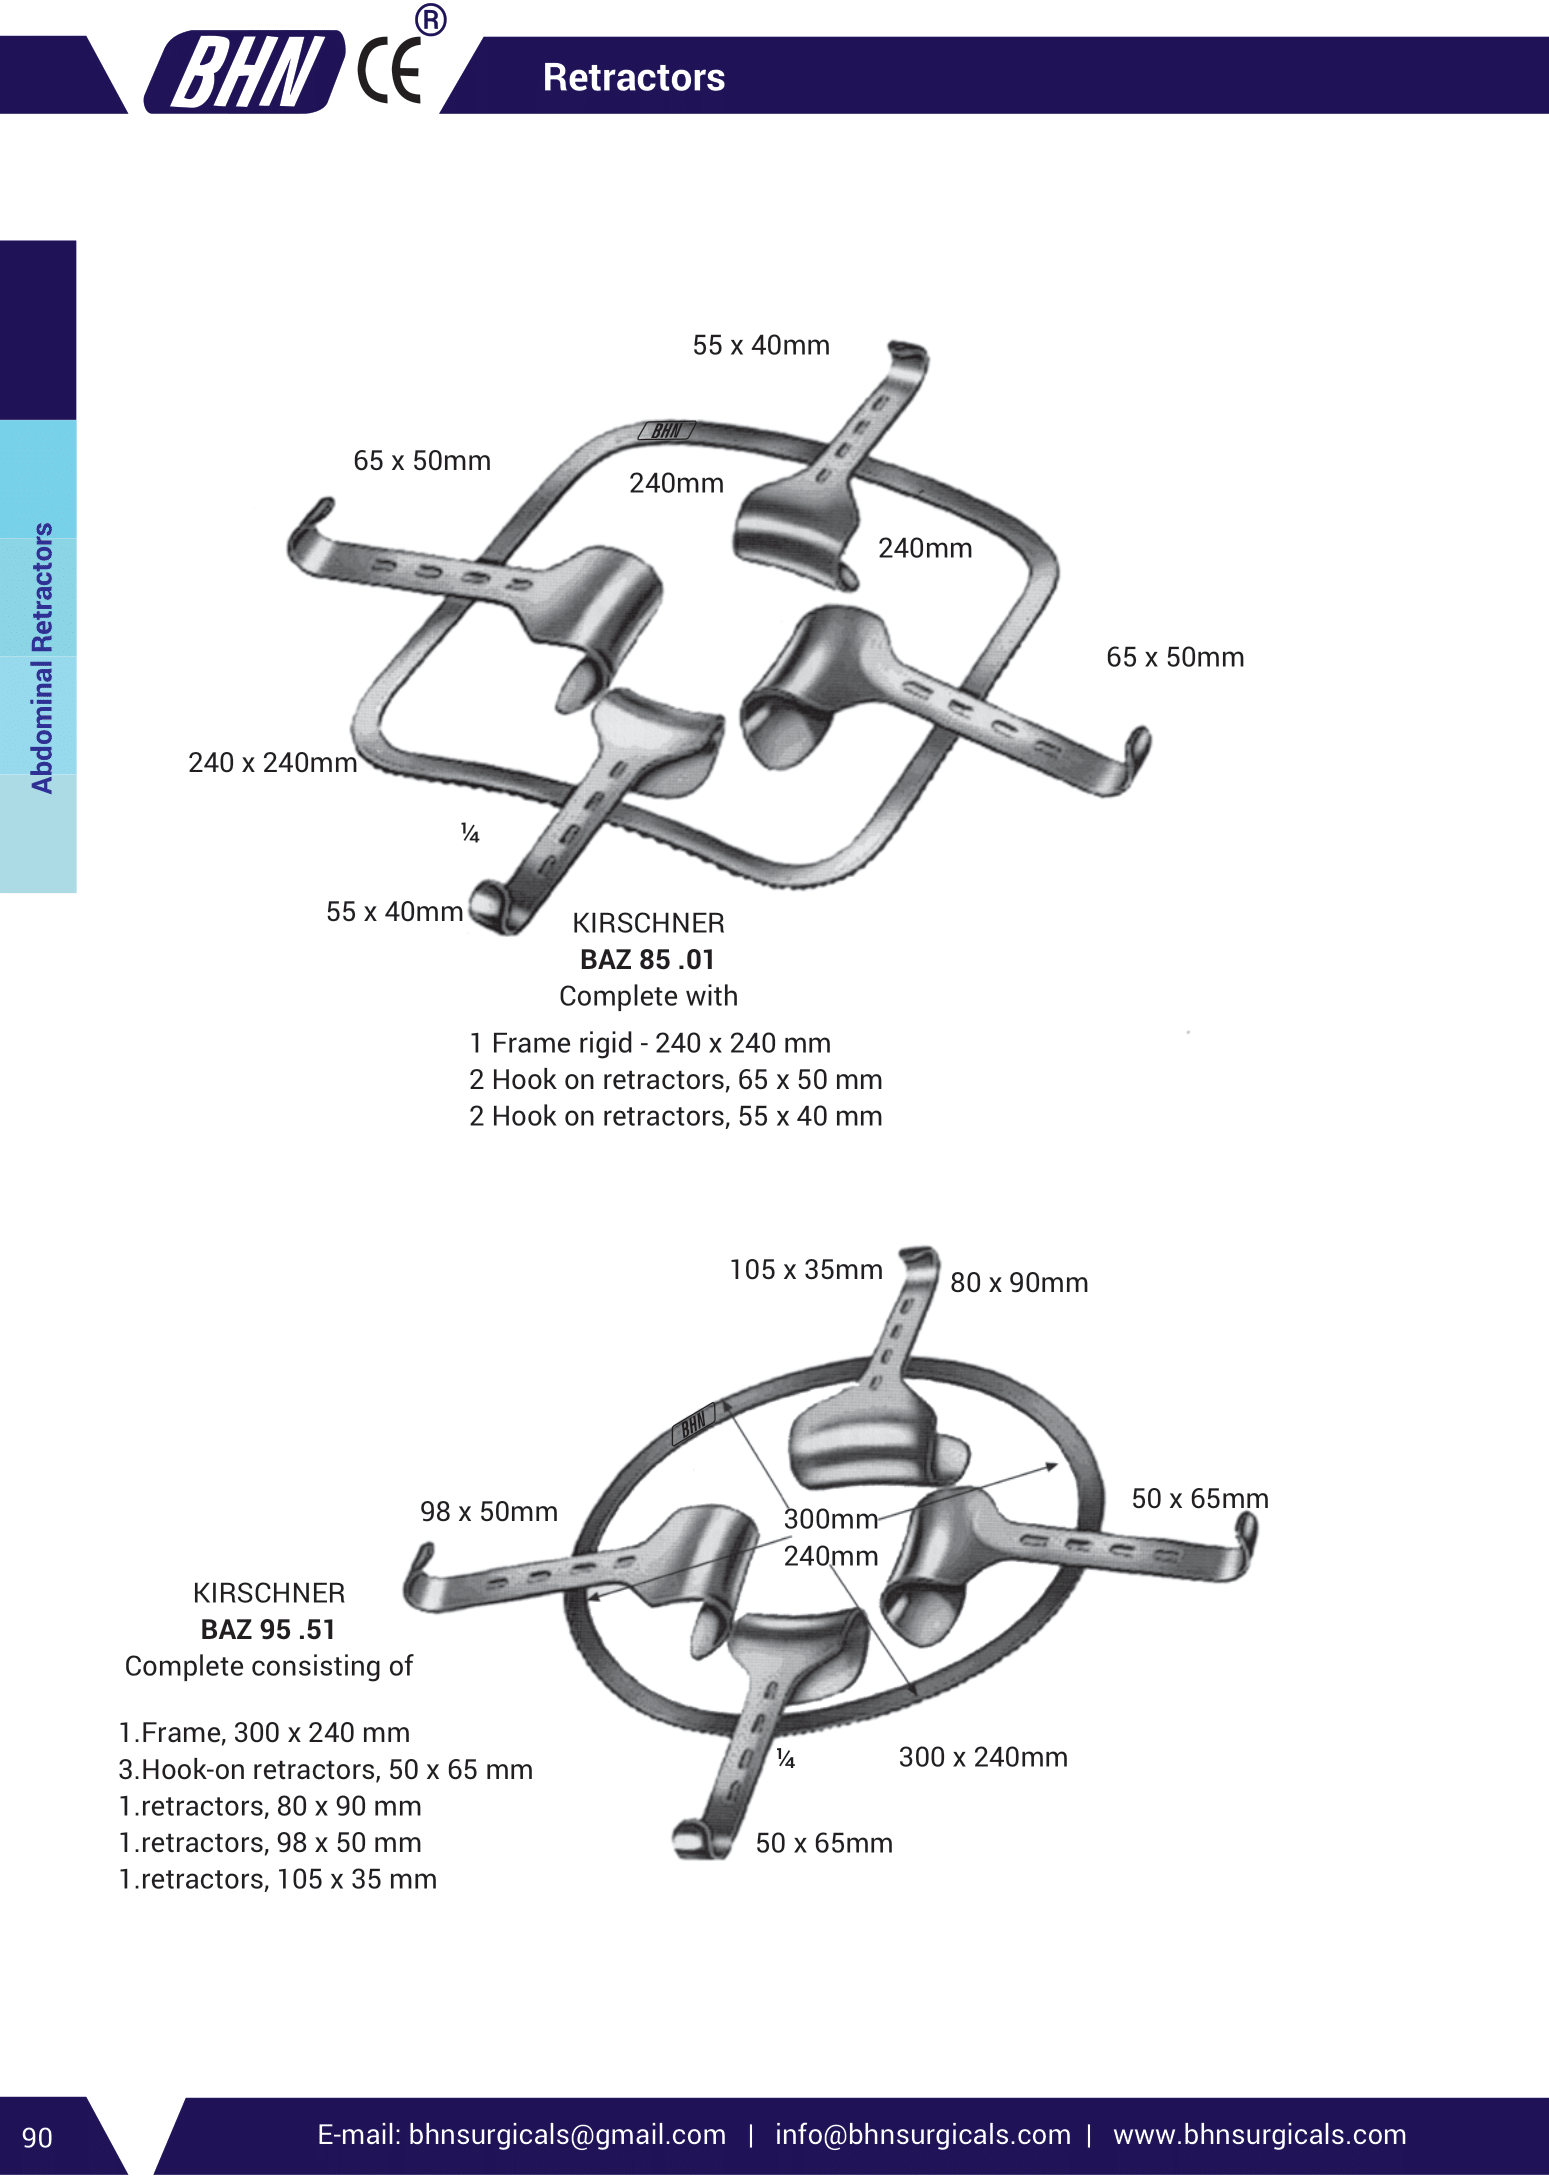 BHN CE ®
Retractors
Abdominal Retractors
55 x 40mm
BHN
65 x 50mm
240mm
240mm
65 x 50mm
240 x 240mm
¼
55 x 40mm
KIRSCHNER
BAZ 85 .01
Complete with
1 Frame rigid - 240 x 240 mm
2 Hook on retractors, 65 x 50 mm
2 Hook on retractors, 55 x 40 mm
105 x 35mm
80 x 90mm
BHN
98 x 50mm
300mm
240mm
50 x 65mm
KIRSCHNER
BAZ 95 .51
Complete consisting of
1.Frame, 300 x 240 mm
3.Hook-on retractors, 50 x 65 mm
1.retractors, 80 x 90 mm
1.retractors, 98 x 50 mm
1.retractors, 105 x 35 mm
¼
300 x 240mm
50 x 65mm
90
E-mail: bhnsurgicals@gmail.com | info@bhnsurgicals.com | www.bhnsurgicals.com